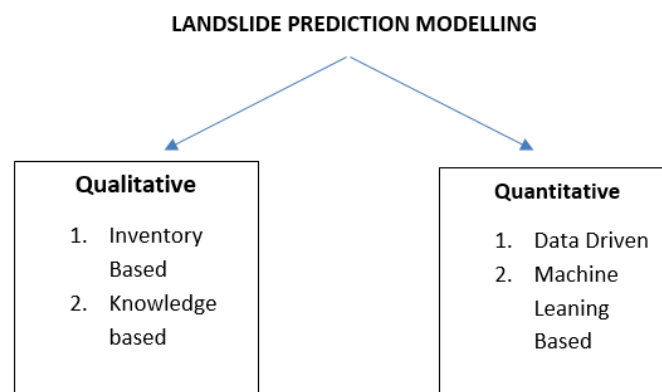 LANDSLIDE PREDICTION MODELLING
Qualitative
1. Inventory
Based
2. Knowledge
based
Quantitative
1. Data Driven
2. Machine
Leaning
Based